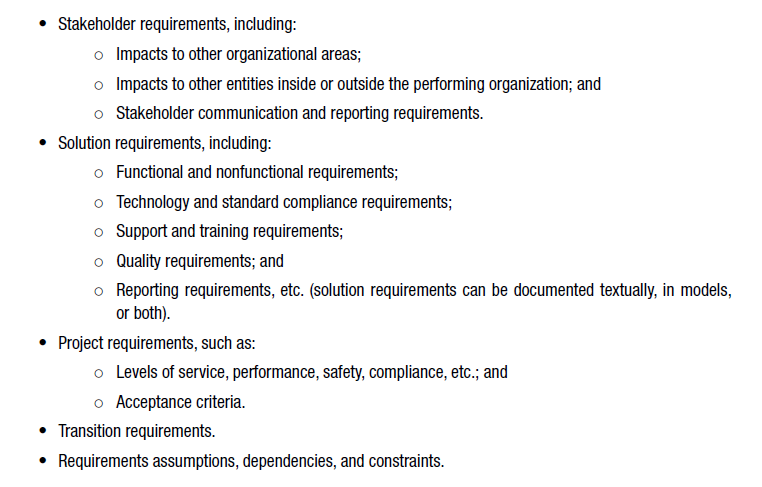 • Stakeholder requirements, including:
○ Impacts to other organizational areas;
○ Impacts to other entities inside or outside the performing organization; and
○ Stakeholder communication and reporting requirements.
• Solution requirements, including:
○ Functional and nonfunctional requirements;
○ Technology and standard compliance requirements;
○ Support and training requirements;
○ Quality requirements; and
○ Reporting requirements, etc. (solution requirements can be documented textually, in models,
or both).
• Project requirements, such as:
○ Levels of service, performance, safety, compliance, etc.; and
○ Acceptance criteria.
• Transition requirements.
• Requirements assumptions, dependencies, and constraints.